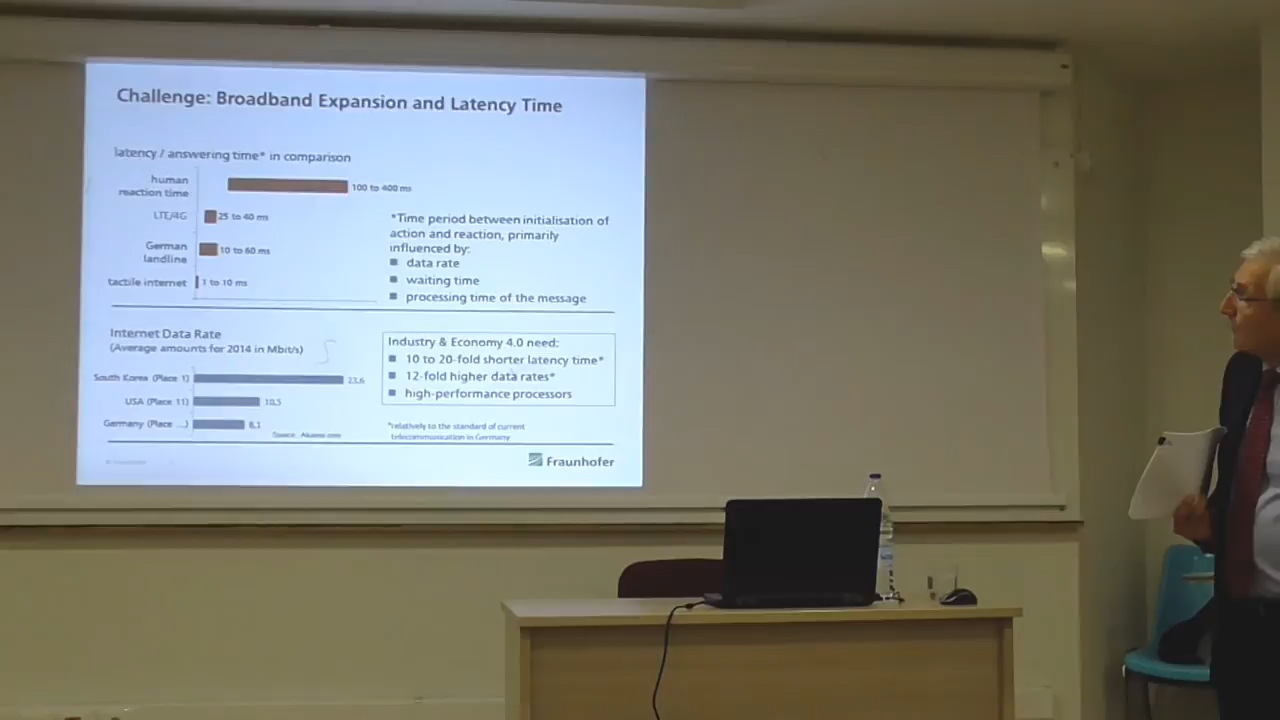 Challenge: Broadband Expansion and Latency Time
latency / answering time* in comparison
human
reaction time
100 to 400 ms
LTE/4G
25 to 40 ms
German
landline
10 to 60 ms
tactile internet
1 to 10 ms
*Time period between initialisation of
action and reaction, primarily
influenced by:
data rate
waiting time
processing time of the message
Internet Data Rate
(Average amounts for 2014 in Mbit/s)
South Korea (Place 1)
23,6
USA (Place 11)
10,5
Germany (Place ...)
8,1
Source: Akamai.com
Industry & Economy 4.0 need:
10 to 20-fold shorter latency time*
12-fold higher data rates*
high-performance processors
*relatively to the standard of current
telecommunication in Germany
© Fraunhofer
Fraunhofer